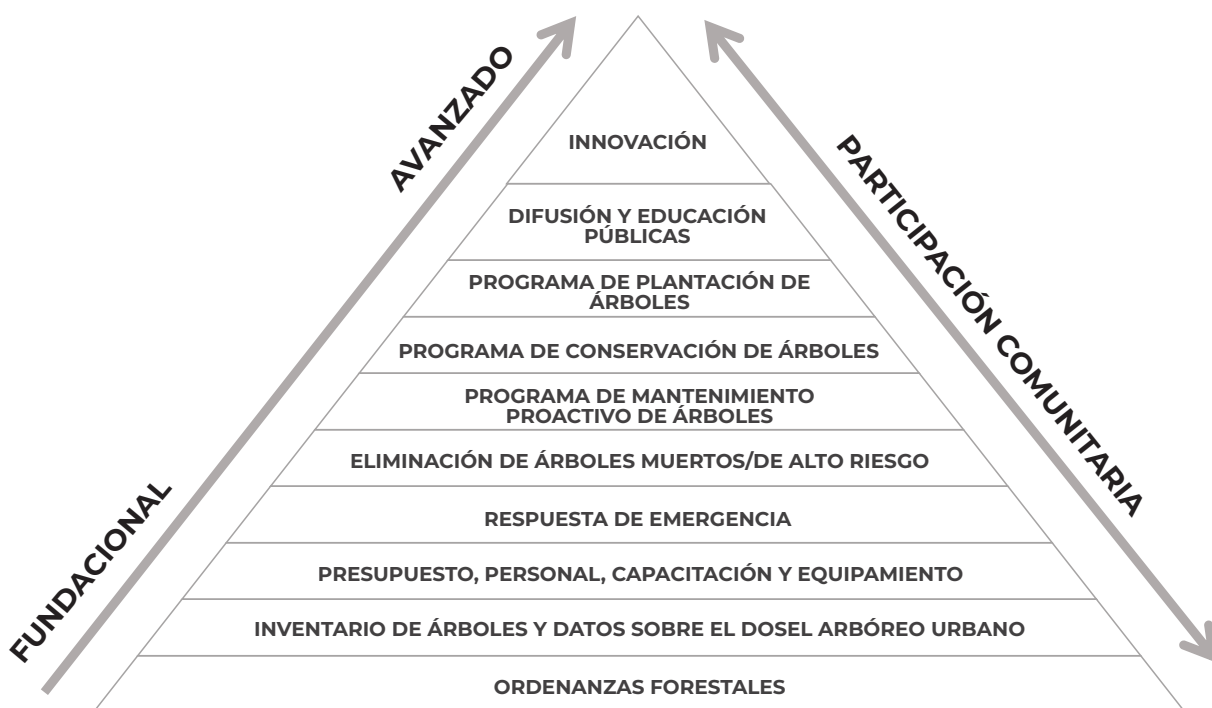 AVANZADO
FUNDACIONAL
PARTICIPACIÓN COMUNITARIA
INNOVACIÓN
DIFUSIÓN Y EDUCACIÓN
PÚBLICAS
PROGRAMA DE PLANTACIÓN DE
ÁRBOLES
PROGRAMA DE CONSERVACIÓN DE ÁRBOLES
PROGRAMA DE MANTENIMIENTO
PROACTIVO DE ÁRBOLES
ELIMINACIÓN DE ÁRBOLES MUERTOS/DE ALTO RIESGO
RESPUESTA DE EMERGENCIA
PRESUPUESTO, PERSONAL, CAPACITACIÓN Y EQUIPAMIENTO
INVENTARIO DE ÁRBOLES Y DATOS SOBRE EL DOSEL ARBÓREO URBANO
ORDENANZAS FORESTALES